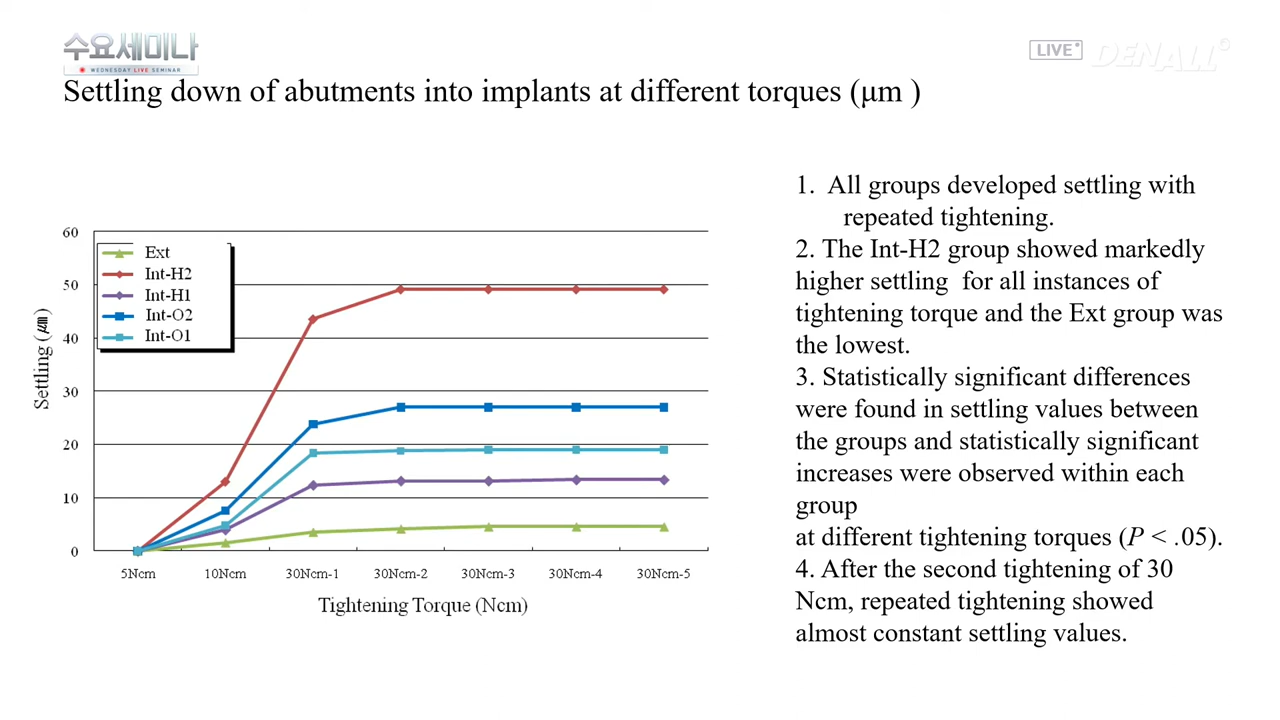 수요세미나
WEDNESDAY LIVE SEMINAR
LIVE
DENALL
Settling down of abutments into implants at different torques (μm )
60
50
40
30
20
10
0
Settling (㎛)
Ext
Int-H2
Int-H1
Int-O2
Int-O1
5Ncm 10Ncm 30Ncm-1 30Ncm-2 30Ncm-3 30Ncm-4 30Ncm-5
Tightening Torque (Ncm)
1. All groups developed settling with
repeated tightening.
2. The Int-H2 group showed markedly
higher settling for all instances of
tightening torque and the Ext group was
the lowest.
3. Statistically significant differences
were found in settling values between
the groups and statistically significant
increases were observed within each
group
at different tightening torques (P < .05).
4. After the second tightening of 30
Ncm, repeated tightening showed
almost constant settling values.